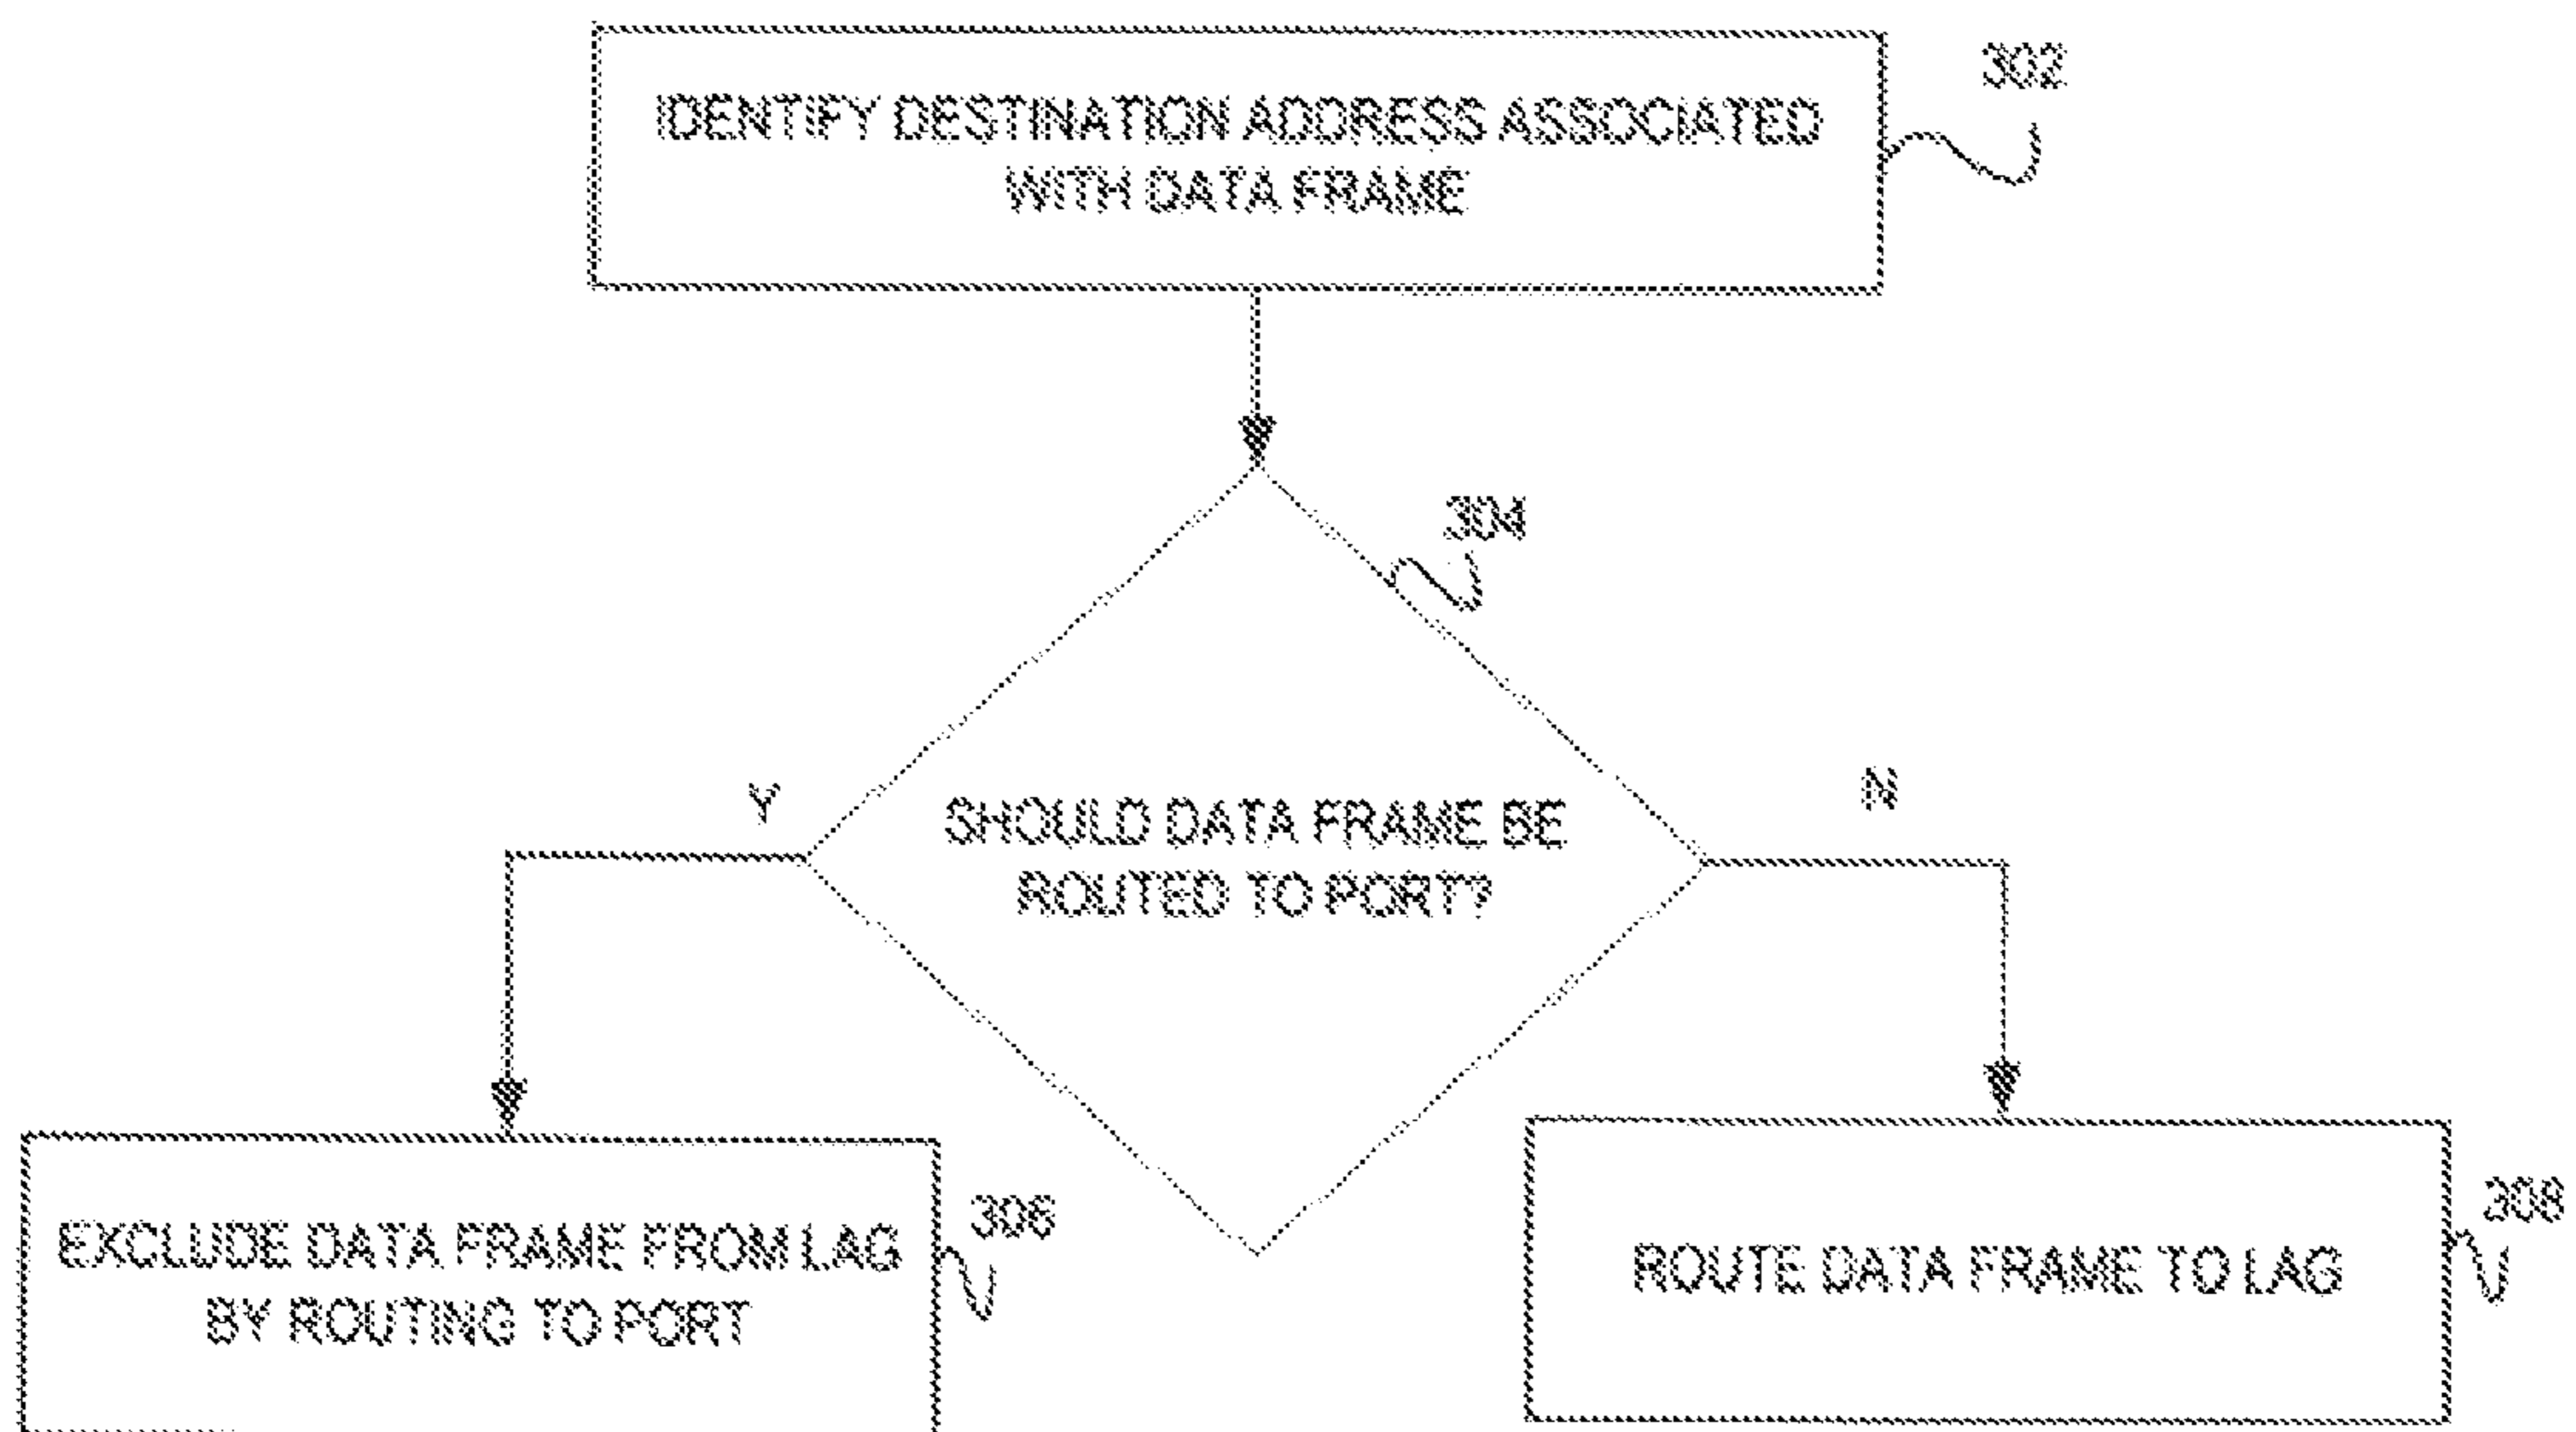 302
IDENTIFY DESTINATION ADDRESS ASSOCIATED
WITH DATA FRAME
304
Y
N
SHOULD DATA FRAME BE
ROUTED TO PORT?
306
EXCLUDE DATA FRAME FROM LAG
BY ROUTING TO PORT
308
ROUTE DATA FRAME TO LAG